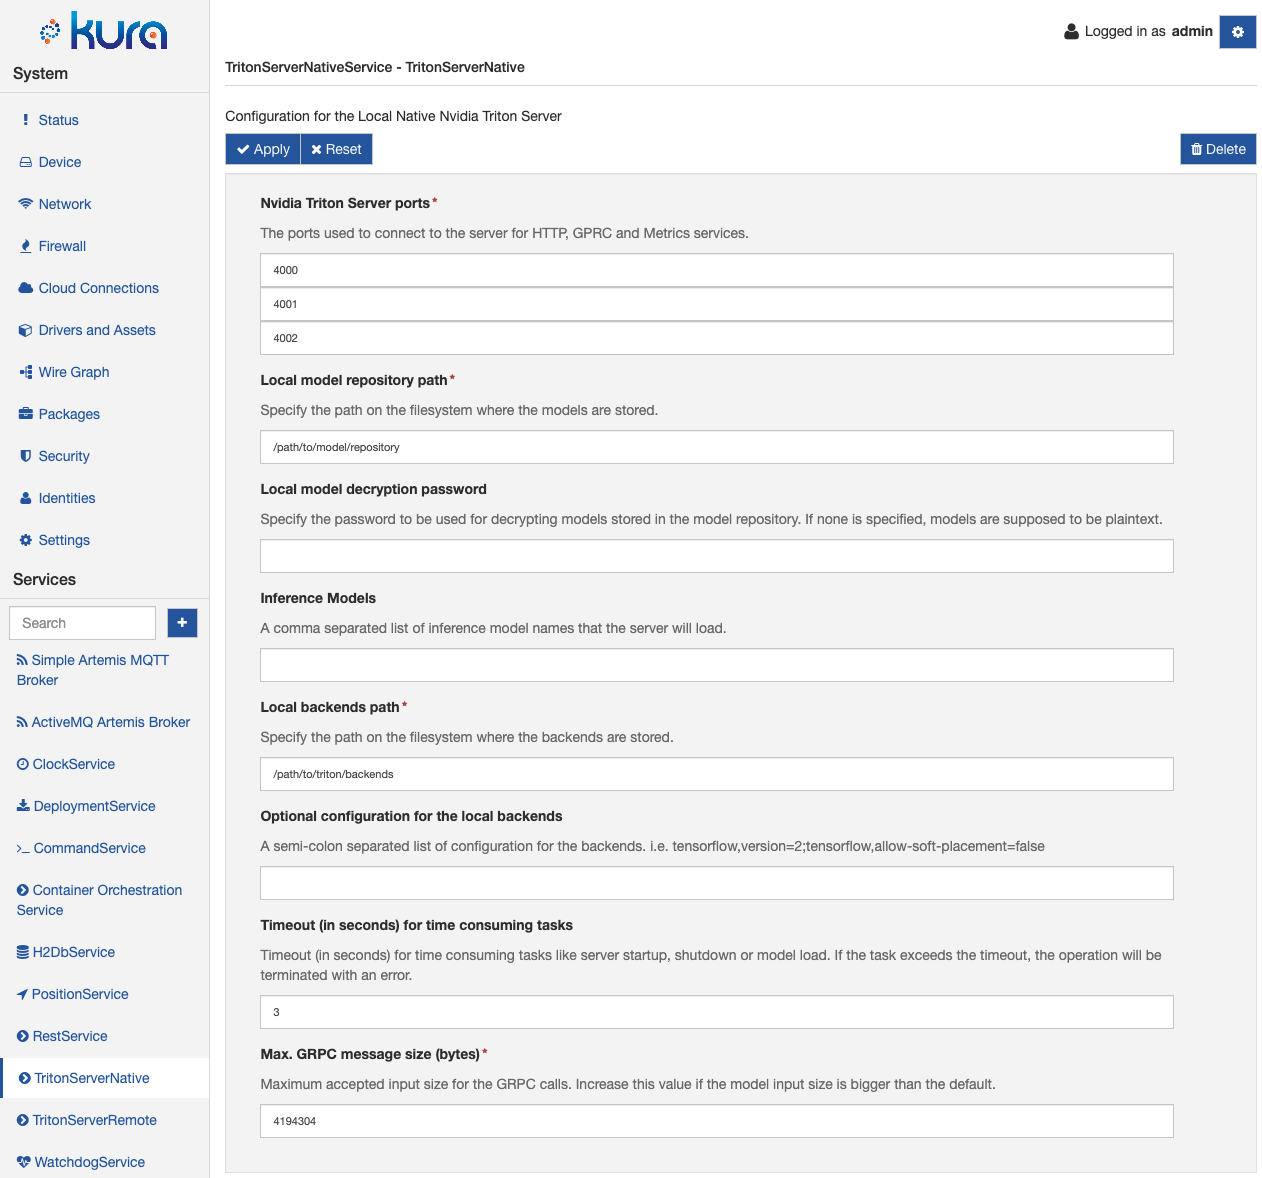 kura
System
Status
Device
Network
Firewall
Cloud Connections
Drivers and Assets
Wire Graph
Packages
Security
Identities
Settings
Services
Search
Simple Artemis MQTT
Broker
ActiveMQ Artemis Broker
ClockService
DeploymentService
CommandService
Container Orchestration
Service
H2DbService
PositionService
RestService
TritonServerNative
TritonServerRemote
WatchdogService
Logged in as admin
TritonServerNativeService - TritonServerNative
Configuration for the Local Native Nvidia Triton Server
Apply
Reset
Delete
Nvidia Triton Server ports*
The ports used to connect to the server for HTTP, GPRC and Metrics services.
4000
4001
4002
Local model repository path*
Specify the path on the filesystem where the models are stored.
/path/to/model/repository
Local model decryption password
Specify the password to be used for decrypting models stored in the model repository. If none is specified, models are supposed to be plaintext.
Inference Models
A comma separated list of inference model names that the server will load.
Local backends path*
Specify the path on the filesystem where the backends are stored.
/path/to/triton/backends
Optional configuration for the local backends
A semi-colon separated list of configuration for the backends. i.e. tensorflow,version=2;tensorflow,allow-soft-placement=false
Timeout (in seconds) for time consuming tasks
Timeout (in seconds) for time consuming tasks like server startup, shutdown or model load. If the task exceeds the timeout, the operation will be
terminated with an error.
3
Max. GRPC message size (bytes)*
Maximum accepted input size for the GRPC calls. Increase this value if the model input size is bigger than the default.
4194304